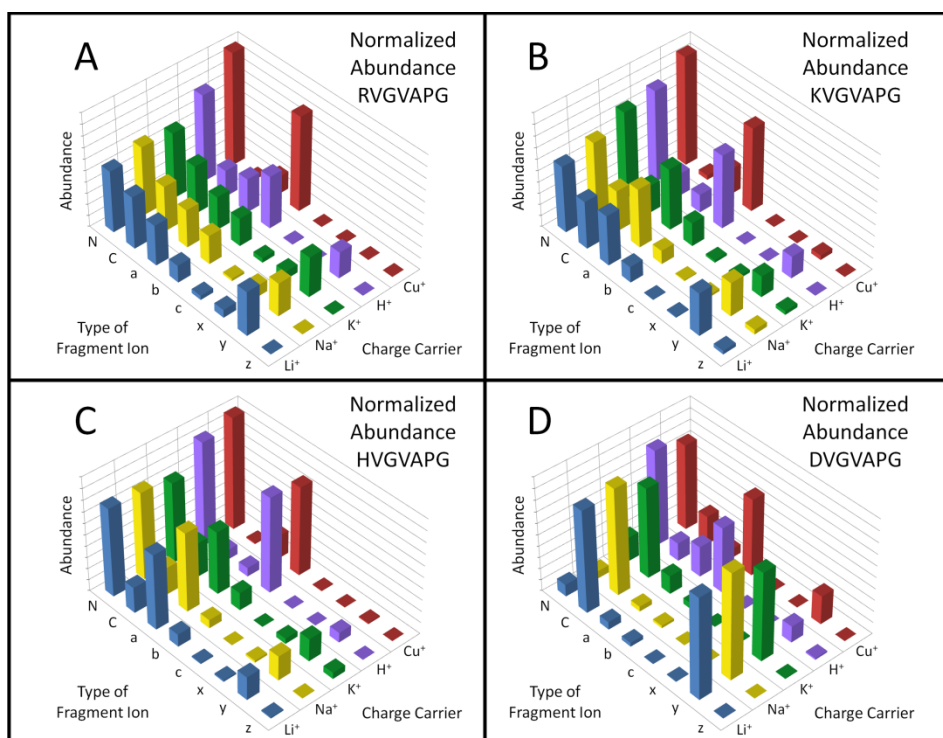 A
Normalized
Abundance
RVGVAPG
Abundance
N
C
a
b
c
x
y
z
Li⁺
Na⁺
K⁺
H⁺
Cu⁺
Type of
Fragment Ion
Charge Carrier
B
Normalized
Abundance
KVGVAPG
Abundance
N
C
a
b
c
x
y
z
Li⁺
Na⁺
K⁺
H⁺
Cu⁺
Type of
Fragment Ion
Charge Carrier
C
Normalized
Abundance
HVGVAPG
Abundance
N
C
a
b
c
x
y
z
Li⁺
Na⁺
K⁺
H⁺
Cu⁺
Type of
Fragment Ion
Charge Carrier
D
Normalized
Abundance
DVGVAPG
Abundance
N
C
a
b
c
x
y
z
Li⁺
Na⁺
K⁺
H⁺
Cu⁺
Type of
Fragment Ion
Charge Carrier